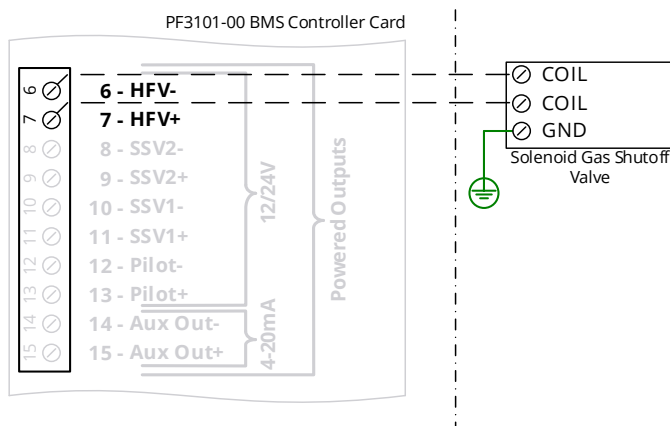 PF3101-00 BMS Controller Card
6 6 - HFV-
7 7 - HFV+
8 8 - SSV2-
9 9 - SSV2+
10 10 - SSV1-
11 11 - SSV1+
12 12 - Pilot-
13 13 - Pilot+
14 14 - Aux Out-
15 15 - Aux Out+
12/24V
4-20mA
Powered Outputs
COIL
COIL
GND
Solenoid Gas Shutoff
Valve